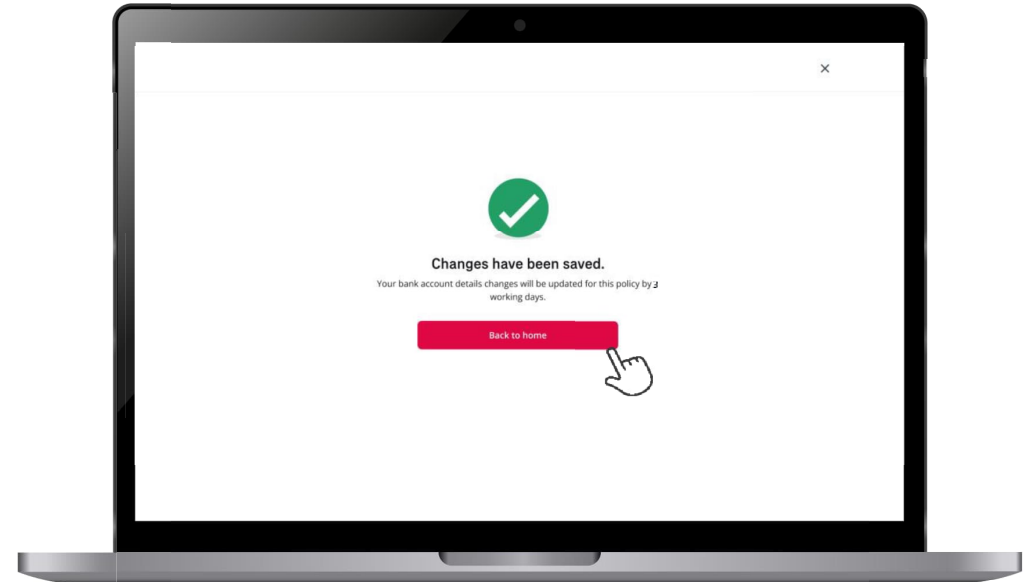 Changes have been saved.
Your bank account details changes will be updated for this policy by 3
working days.
Back to home